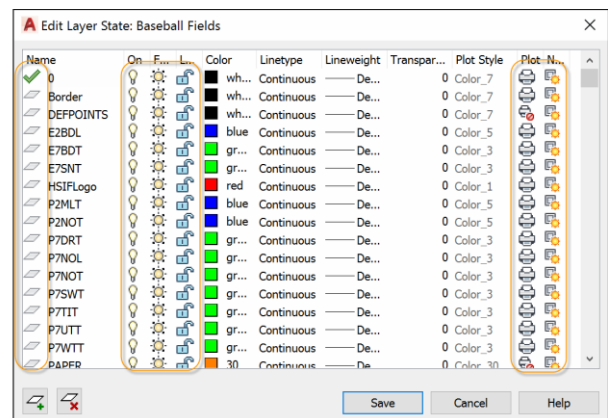 A Edit Layer State: Baseball Fields
Name On F... L... Color Linetype Lineweight Transpar... Plot Style Plot N...
0 wh... Continuous De... 0 Color_7
Border wh... Continuous De... 0 Color_7
DEFPOINTS wh... Continuous De... 0 Color_7
E2BDL blue Continuous De... 0 Color_5
E7BDT gr... Continuous De... 0 Color_3
E7SNT gr... Continuous De... 0 Color_3
HSIFLogo red Continuous De... 0 Color_1
P2MLT blue Continuous De... 0 Color_5
P2NOT blue Continuous De... 0 Color_5
P7DRT gr... Continuous De... 0 Color_3
P7NOL gr... Continuous De... 0 Color_3
P7NOT gr... Continuous De... 0 Color_3
P7SWT gr... Continuous De... 0 Color_3
P7TIT gr... Continuous De... 0 Color_3
P7UTT gr... Continuous De... 0 Color_3
P7WTT gr... Continuous De... 0 Color_3
PAPER 30 Continuous De... 0 Color_30
Save Cancel Help